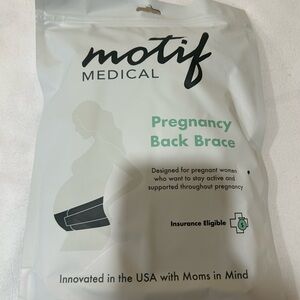 motif
MEDICAL
Pregnancy
Back Brace
Designed for pregnant women
who want to stay active and
supported throughout pregnancy
Insurance Eligible
Innovated in the USA with Moms in Mind